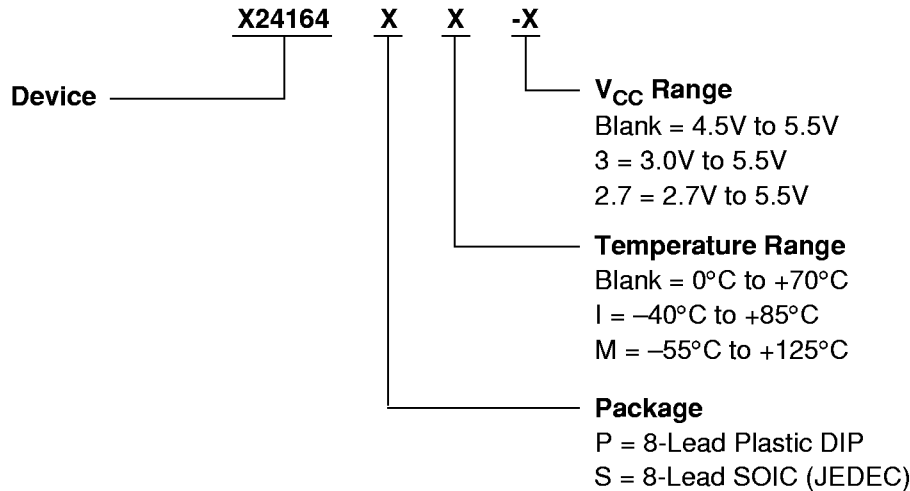 X24164 X X -X
Device
VCC Range
Blank = 4.5V to 5.5V
3 = 3.0V to 5.5V
2.7 = 2.7V to 5.5V
Temperature Range
Blank = 0°C to +70°C
I = –40°C to +85°C
M = –55°C to +125°C
Package
P = 8-Lead Plastic DIP
S = 8-Lead SOIC (JEDEC)